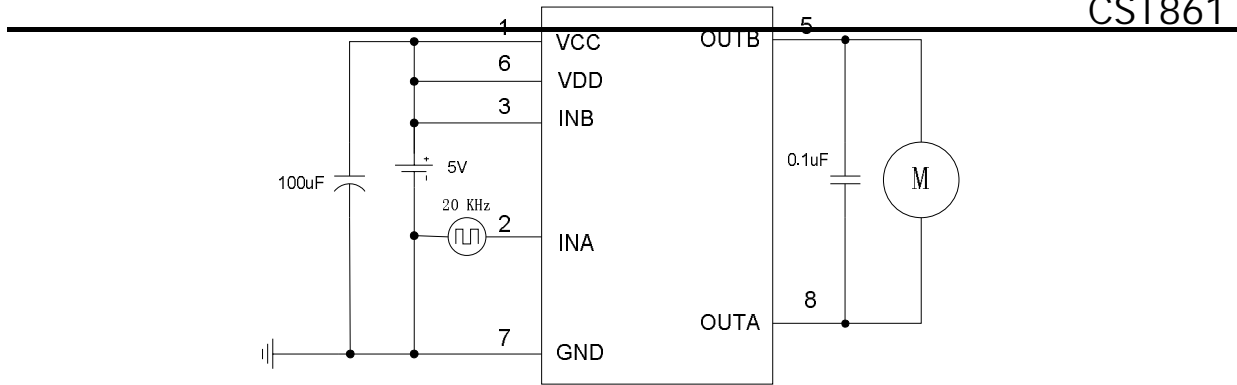 CST861
1
VCC
OUTB
5
6
VDD
3
INB
+
5V
-
100uF
0.1uF
M
20 KHz
2
INA
8
OUTA
7
GND